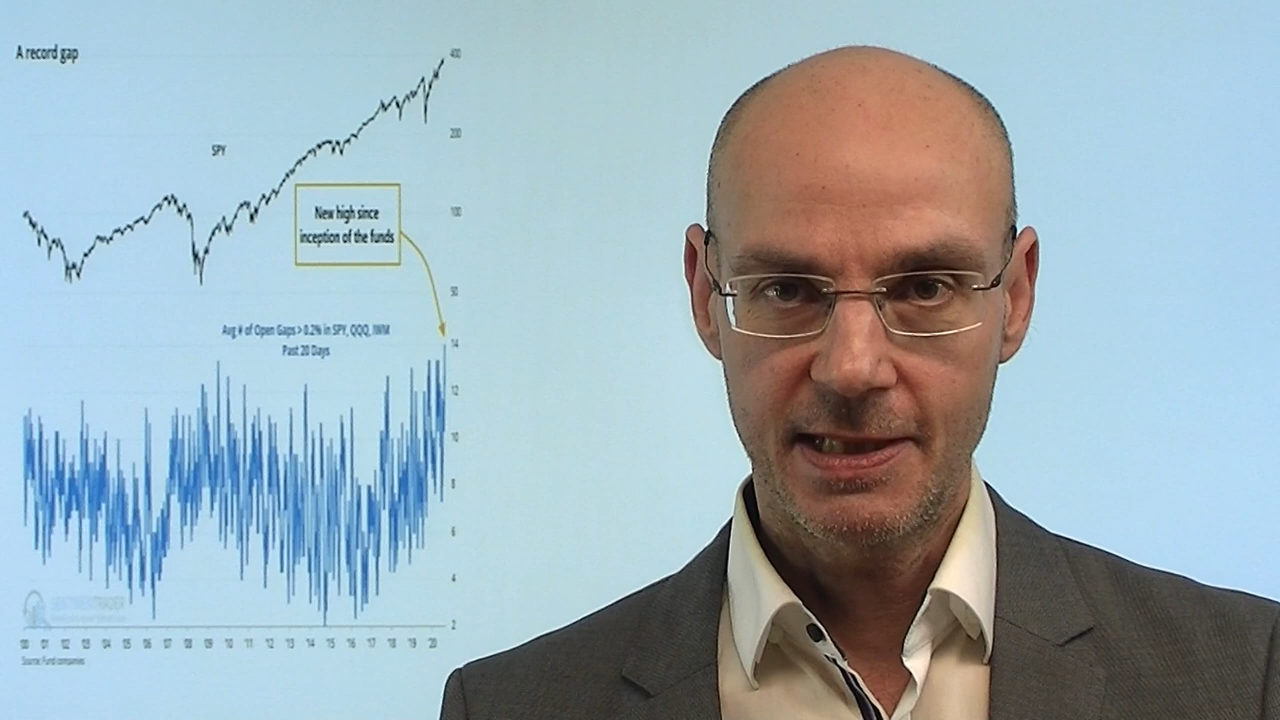 A record gap
400
SPY
200
New high since
inception of the funds
100
50
Avg # of Open Gaps > 0.2% in SPY, QQQ, IWM
Past 20 Days
14
12
10
8
6
4
SENTIMENTRADER
2
'00 '01 '02 '03 '04 '05 '06 '07 '08 '09 '10 '11 '12 '13 '14 '15 '16 '17 '18 '19 '20
Source: Fund companies